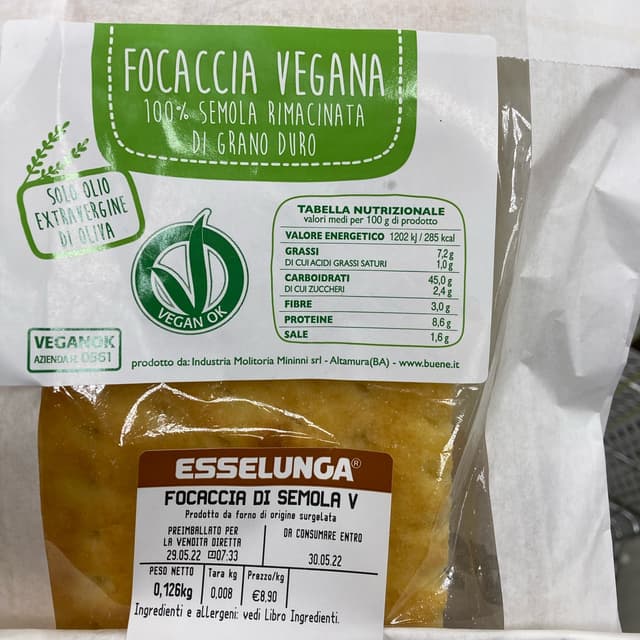 FOCACCIA VEGANA
100% SEMOLA RIMACINATA
DI GRANO DURO
SOLO OLIO
EXTRAVERGINE
DI OLIVA
VEGAN OK
TABELLA NUTRIZIONALE
valori medi per 100 g di prodotto
VALORE ENERGETICO 1202 kj / 285 kcal
GRASSI 7,2 g
DI CUI ACIDI GRASSI SATURI 1,0 g
CARBOIDRATI 45,0 g
DI CUI ZUCCHERI 2,4 g
FIBRE 3,0 g
PROTEINE 8,6 g
SALE 1,6 g
VEGANOK
AZIENDA N. 0561
prodotto da: Industria Molitoria Mininni srl - Altamura(BA) - www.buene.it
ESSELUNGA®
FOCACCIA DI SEMOLA V
Prodotto da forno di origine surgelata
PREIMBALLATO PER
LA VENDITA DIRETTA
29.05.22 07:33
DA CONSUMARE ENTRO
30.05.22
PESO NETTO Tara kg Prezzo/kg
0,126kg 0,008 €8,90
Ingredienti e allergeni: vedi Libro Ingredienti.